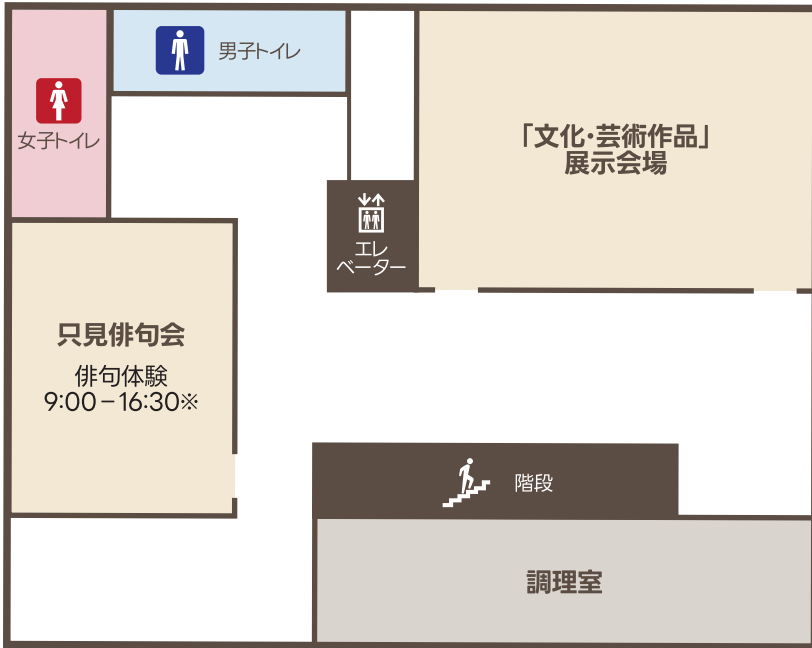 男子トイレ
女子トイレ
「文化・芸術作品」
展示会場
エレ
ベーター
只見俳句会
俳句体験
9:00－16:30※
階段
調理室